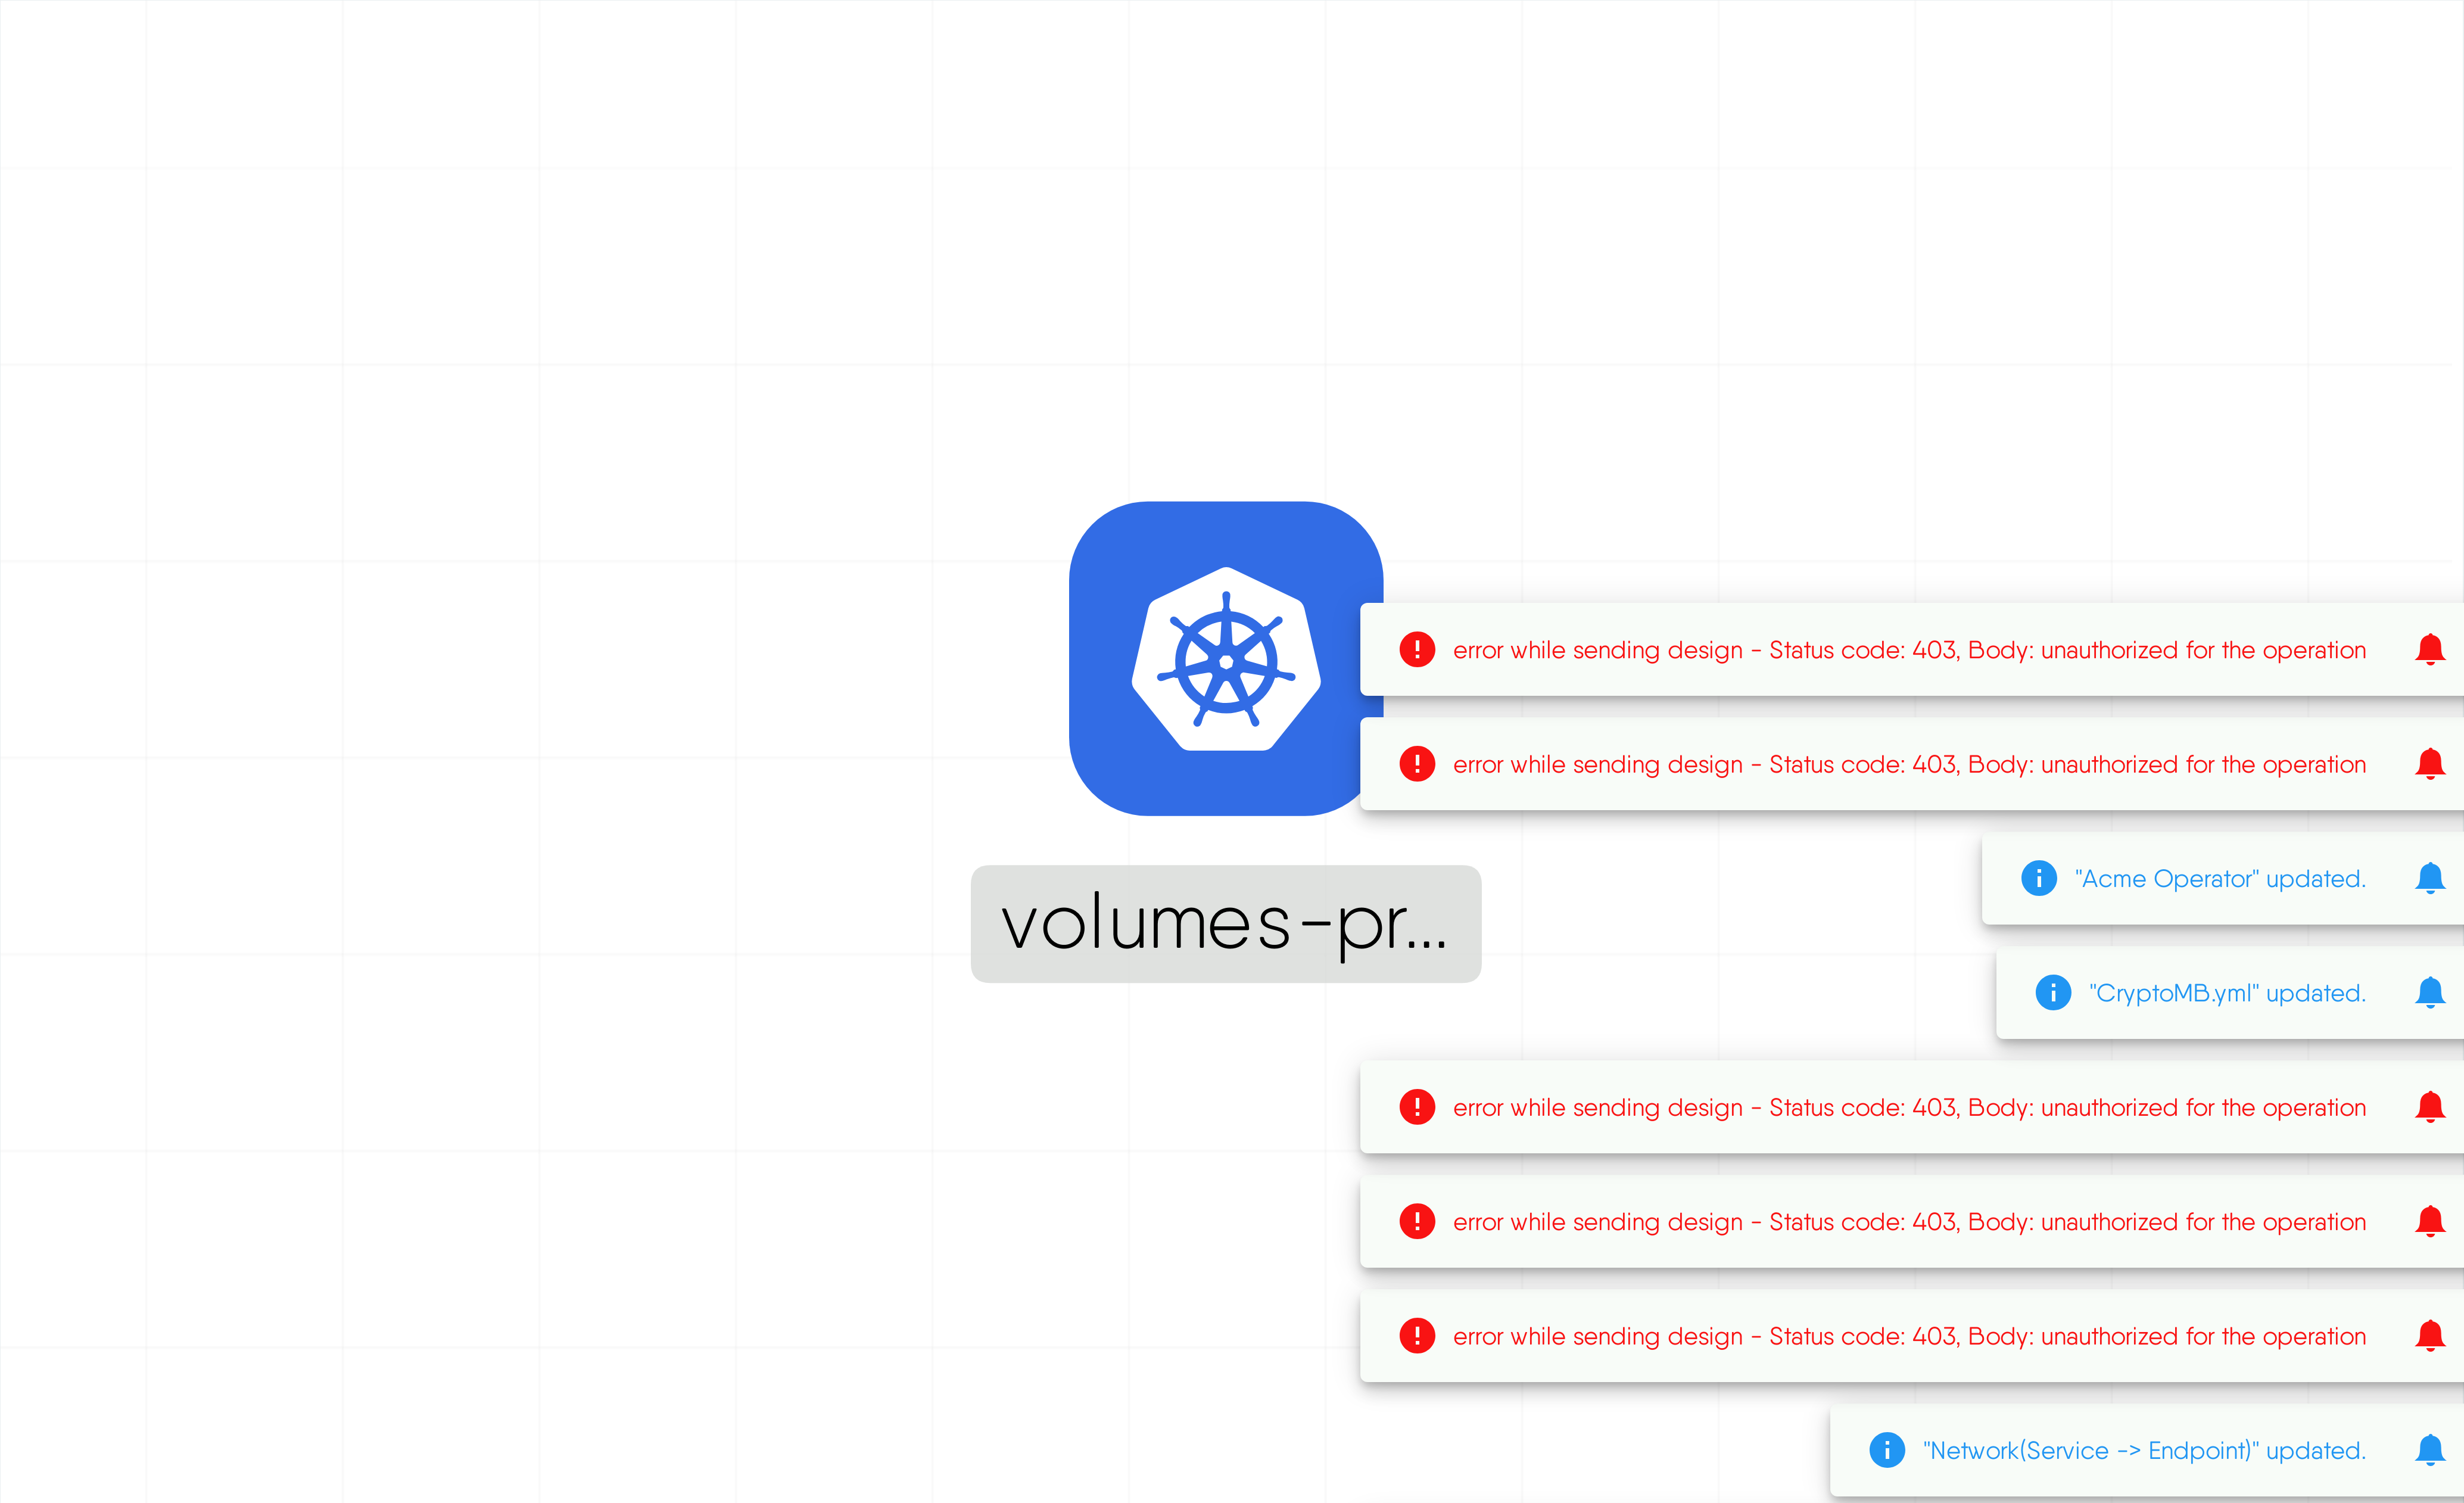 error while sending design - Status code: 403, Body: unauthorized for the operation
error while sending design - Status code: 403, Body: unauthorized for the operation
"Acme Operator" updated.
volumes-pr...
"CryptoMB.yml" updated.
error while sending design - Status code: 403, Body: unauthorized for the operation
error while sending design - Status code: 403, Body: unauthorized for the operation
error while sending design - Status code: 403, Body: unauthorized for the operation
"Network(Service -> Endpoint)" updated.